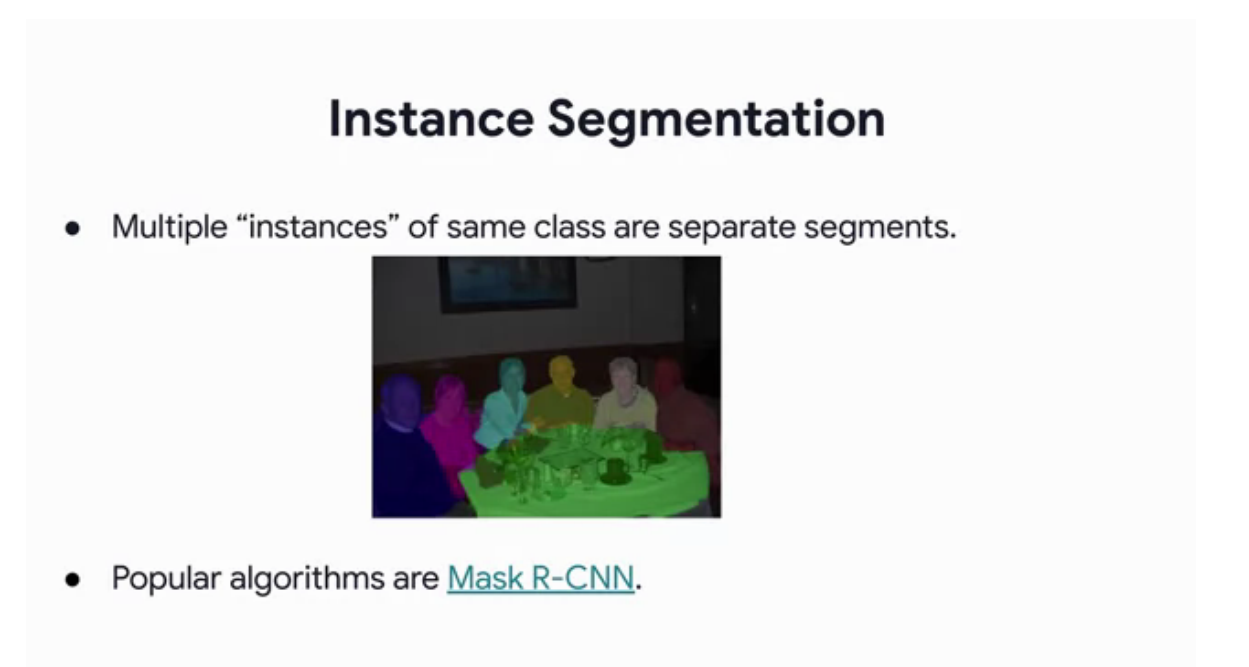 Instance Segmentation
● Multiple “instances” of same class are separate segments.
● Popular algorithms are Mask R-CNN.